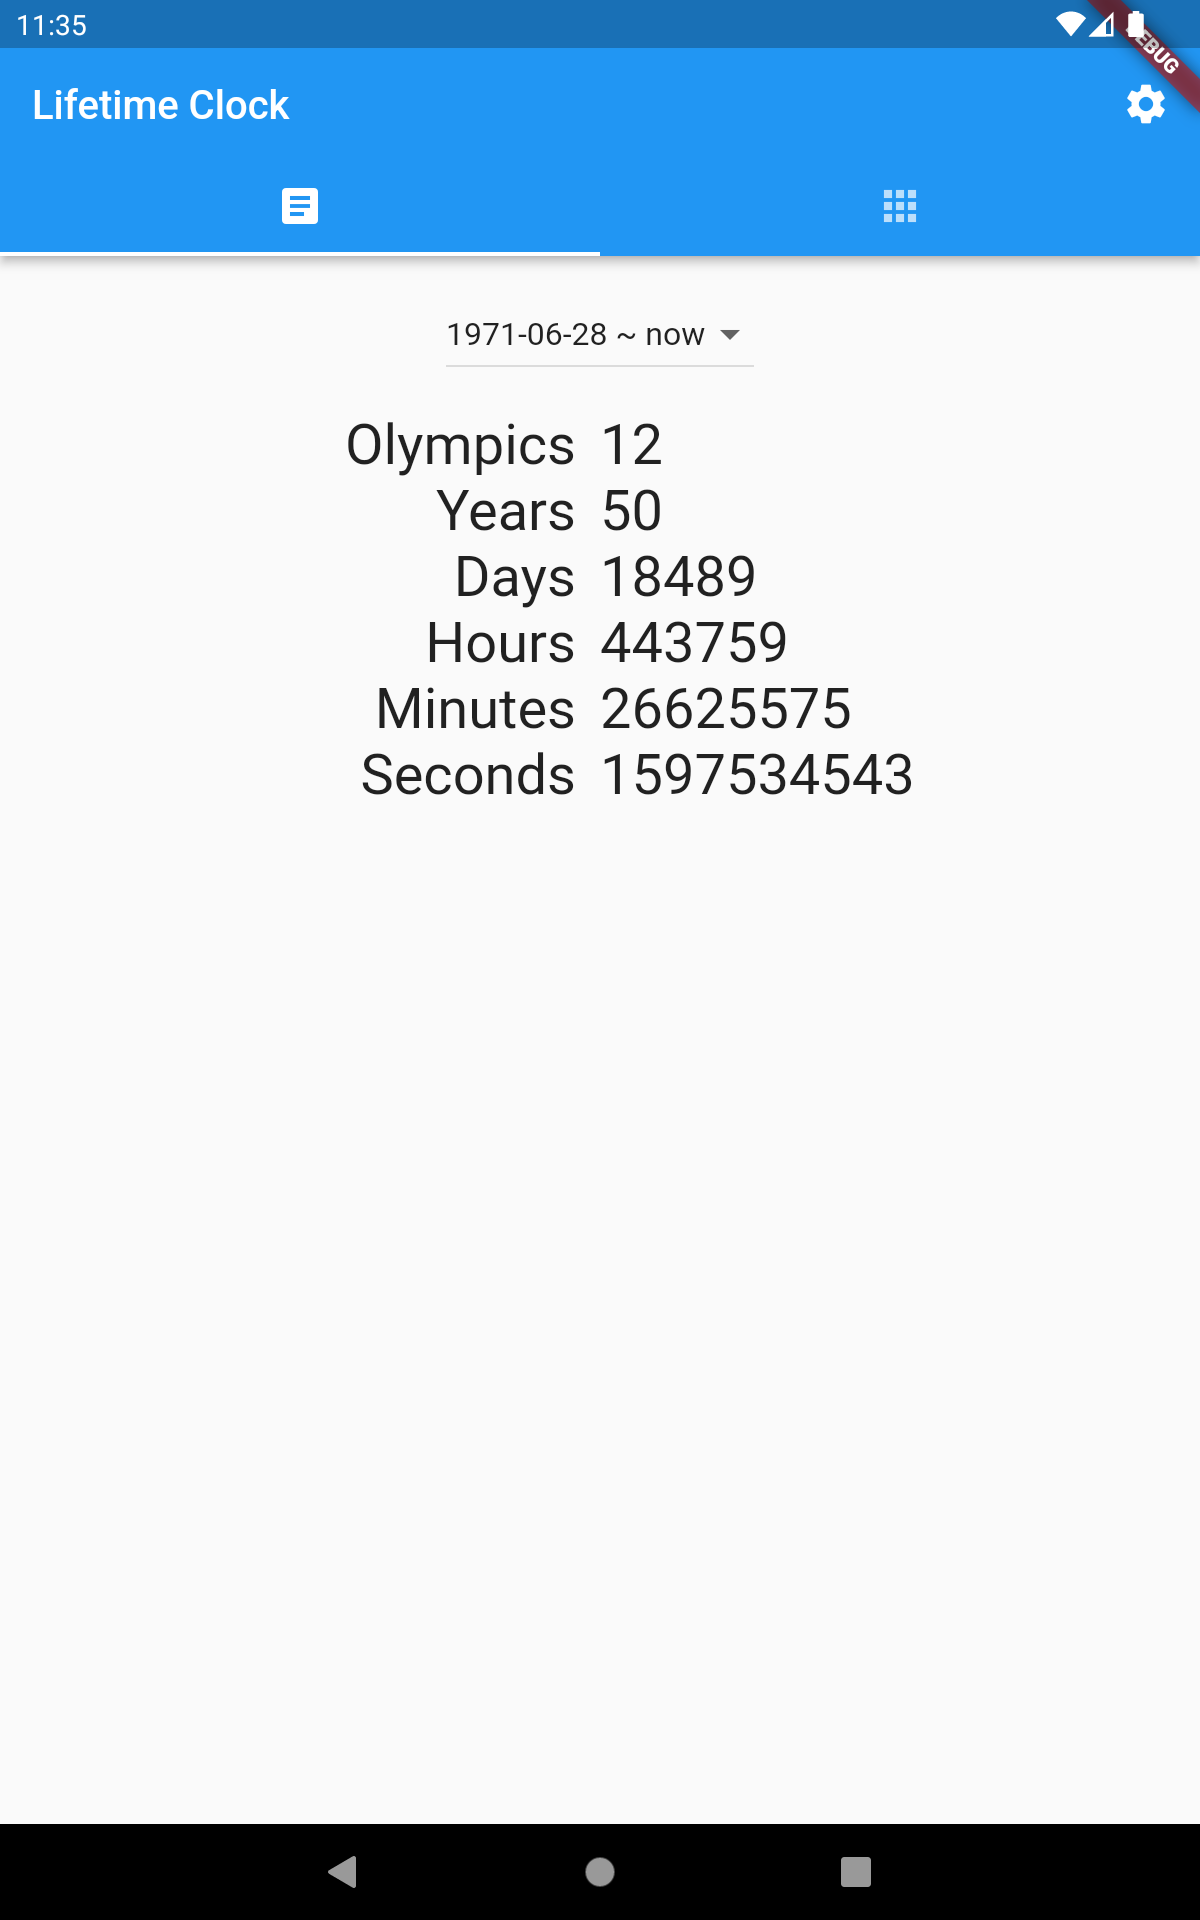 11:35
DEBUG
Lifetime Clock
1971-06-28 ~ now
Olympics 12
Years 50
Days 18489
Hours 443759
Minutes 26625575
Seconds 1597534543